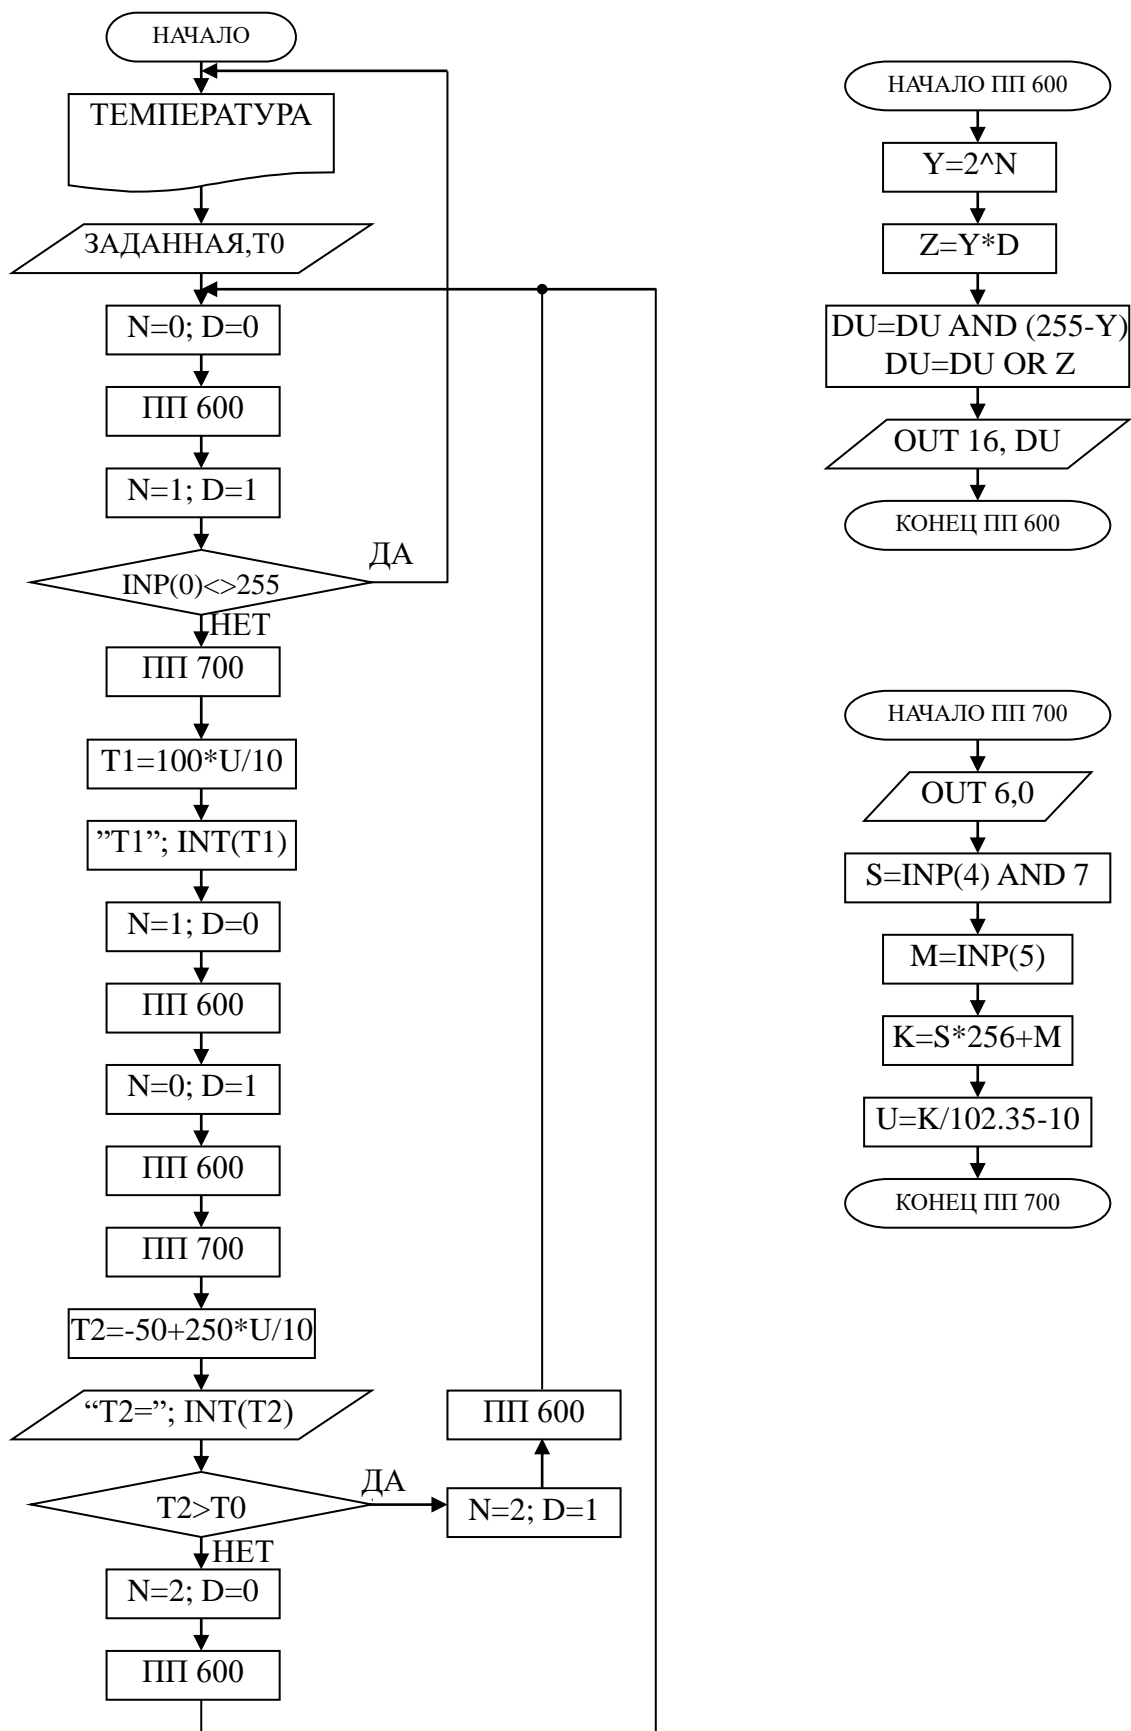 НАЧАЛО
ТЕМПЕРАТУРА
ЗАДАННАЯ,T0
N=0; D=0
ПП 600
N=1; D=1
ДА
INP(0)<>255
НЕТ
ПП 700
T1=100*U/10
”T1”; INT(T1)
N=1; D=0
ПП 600
N=0; D=1
ПП 600
ПП 700
T2=-50+250*U/10
“T2=”; INT(T2)
ДА
T2>T0
НЕТ
N=2; D=0
ПП 600
ПП 600
N=2; D=1
НАЧАЛО ПП 600
Y=2^N
Z=Y*D
DU=DU AND (255-Y)
DU=DU OR Z
OUT 16, DU
КОНЕЦ ПП 600
НАЧАЛО ПП 700
OUT 6,0
S=INP(4) AND 7
M=INP(5)
K=S*256+M
U=K/102.35-10
КОНЕЦ ПП 700